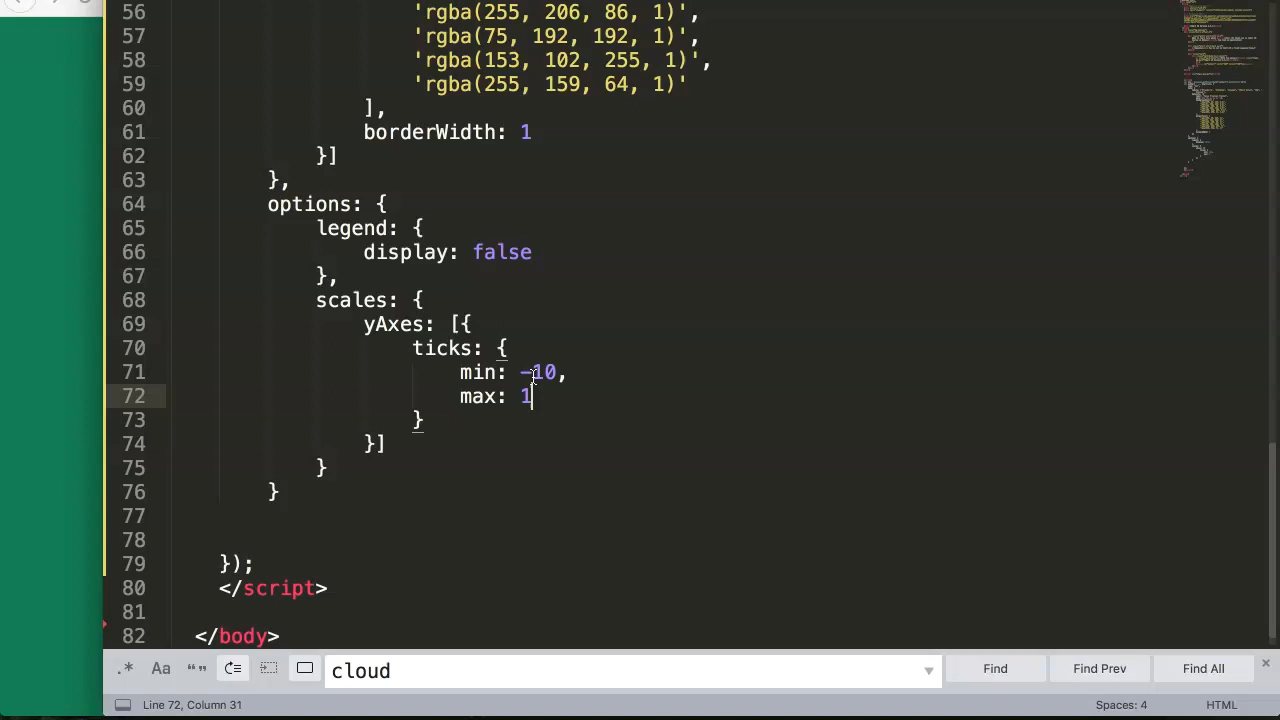 56 'rgba(255, 206, 86, 1)',
57 'rgba(75, 192, 192, 1)',
58 'rgba(153, 102, 255, 1)',
59 'rgba(255, 159, 64, 1)'
60 ],
61 borderWidth: 1
62 }]
63 },
64 options: {
65 legend: {
66 display: false
67 },
68 scales: {
69 yAxes: [{
70 ticks: {
71 min: -10,
72 max: 1
73 }
74 }]
75 }
76 }
77
78
79 });
80 </script>
81
82 </body>
.* Aa “” cloud Find Find Prev Find All
Line 72, Column 31 Spaces: 4 HTML